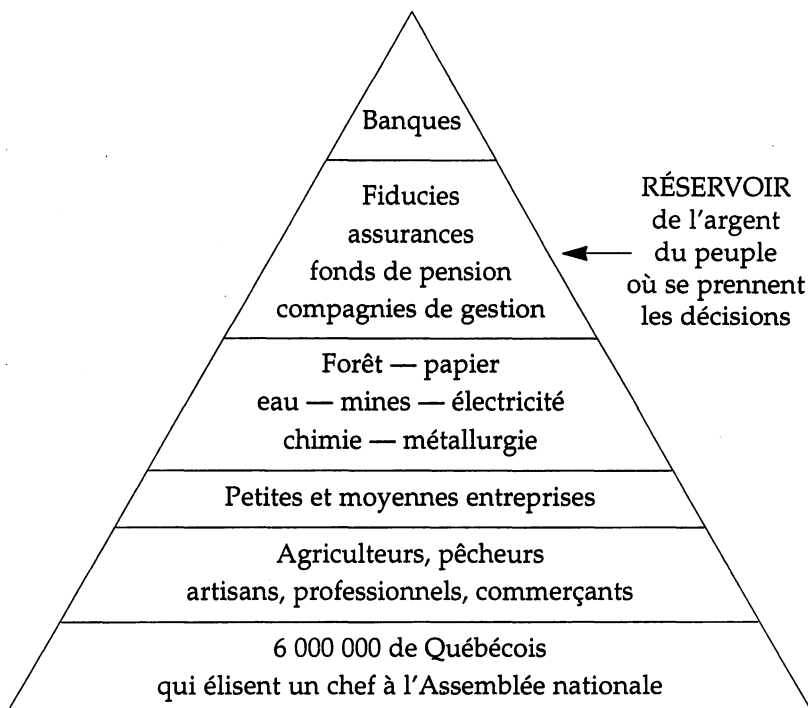 Banques
Fiducies
assurances
fonds de pension
compagnies de gestion
RÉSERVOIR
de l'argent
du peuple
où se prennent
les décisions
Forêt — papier
eau — mines — électricité
chimie — métallurgie
Petites et moyennes entreprises
Agriculteurs, pêcheurs
artisans, professionnels, commerçants
6 000 000 de Québécois
qui élisent un chef à l'Assemblée nationale